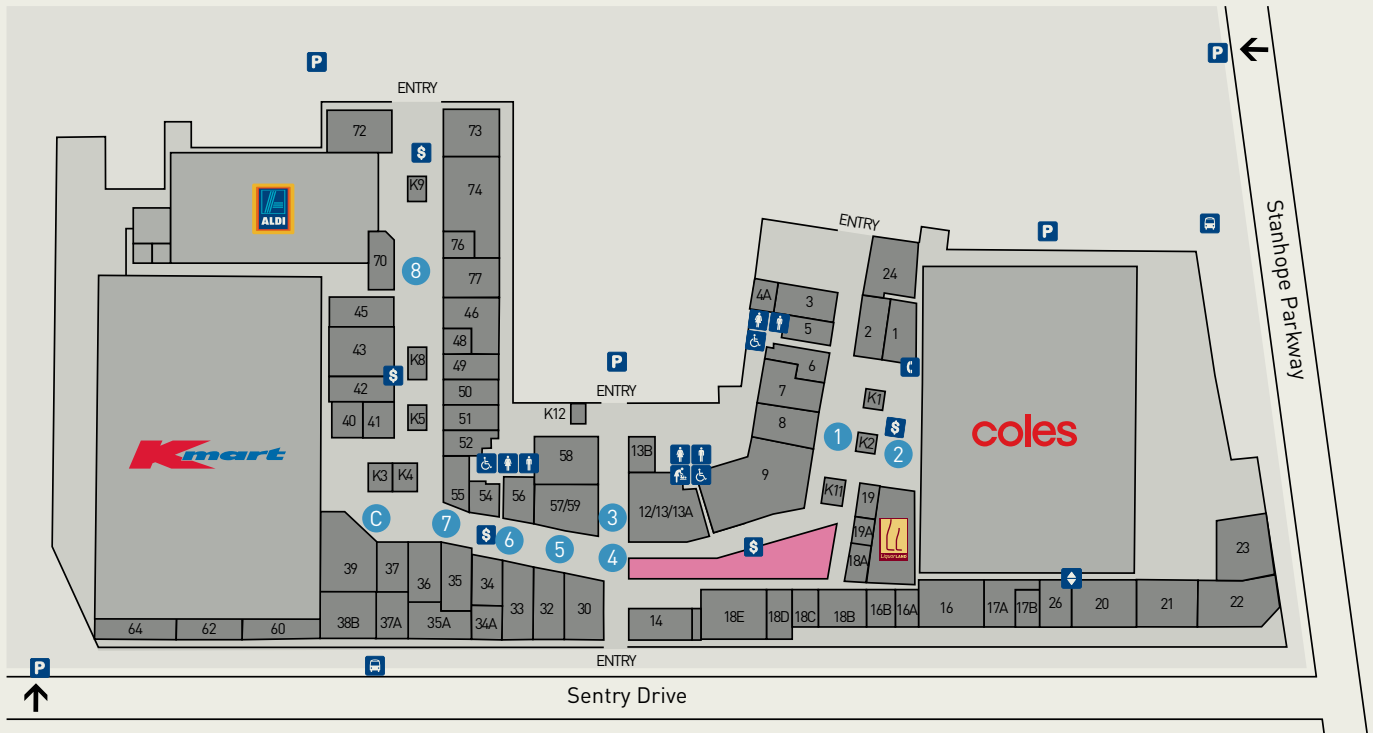 P
P
ENTRY
72
73
$
K9
74
ALDI
76
70
8
77
Stanhope Parkway
ENTRY
P
24
4A
3
5
2
1
45
46
48
43
K8
49
$
42
50
40
41
K5
51
52
P
ENTRY
K12
6
7
8
K1
$
1
K2
2
coles
Kmart
K3
K4
58
13B
9
55
54
56
57/59
12/13/13A
K11
19
19A
18A
LIQUORLAND
C
7
$
6
5
3
4
$
23
39
37
36
35
34
33
32
30
38B
37A
35A
34A
64
62
60
14
18E
18D
18C
18B
16B
16A
16
17A
17B
26
20
21
22
P
ENTRY
Sentry Drive